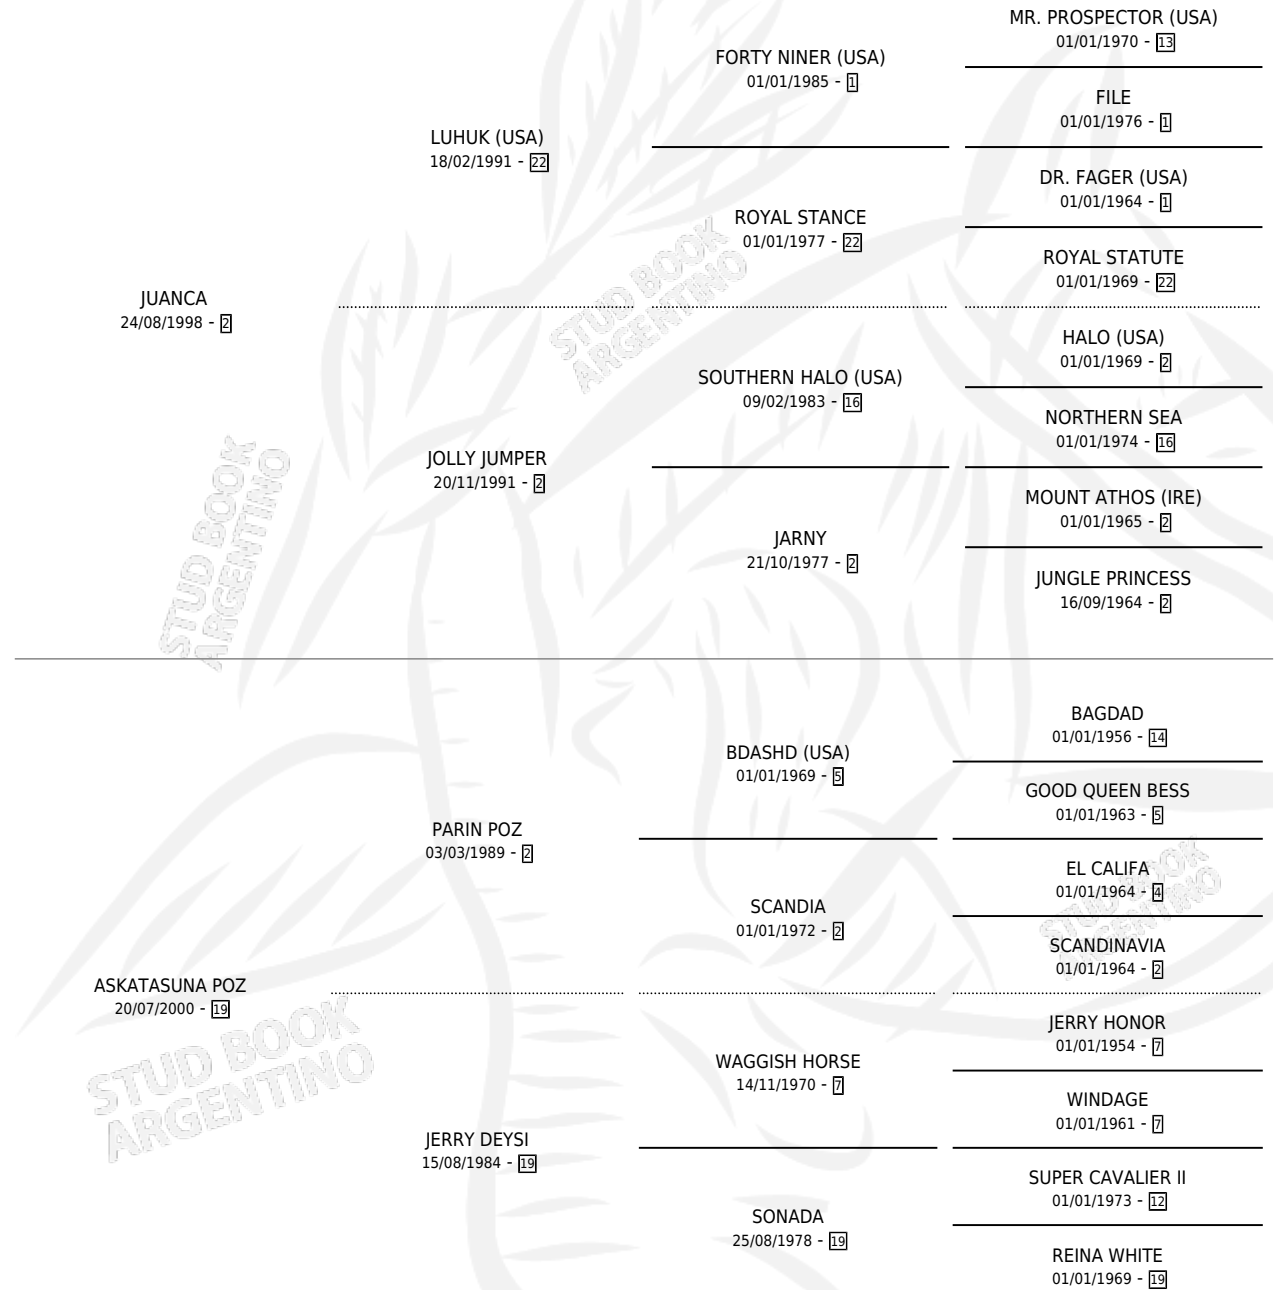 MR. PROSPECTOR (USA)
01/01/1970 - 13
FORTY NINER (USA)
01/01/1985 - 1
FILE
01/01/1976 - 1
LUHUK (USA)
18/02/1991 - 22
DR. FAGER (USA)
01/01/1964 - 1
ROYAL STANCE
01/01/1977 - 22
ROYAL STATUTE
01/01/1969 - 22
JUANCA
24/08/1998 - 2
STUD BOOK
ARGENTINO
HALO (USA)
01/01/1969 - 2
SOUTHERN HALO (USA)
09/02/1983 - 16
NORTHERN SEA
01/01/1974 - 16
JOLLY JUMPER
20/11/1991 - 2
MOUNT ATHOS (IRE)
01/01/1965 - 2
JARNY
21/10/1977 - 2
JUNGLE PRINCESS
16/09/1964 - 2
STUD BOOK
ARGENTINO
BAGDAD
01/01/1956 - 14
BDASHD (USA)
01/01/1969 - 5
GOOD QUEEN BESS
01/01/1963 - 5
PARIN POZ
03/03/1989 - 2
EL CALIFA
01/01/1964 - 4
SCANDIA
01/01/1972 - 2
STUD BOOK
ARGENTINO
SCANDINAVIA
01/01/1964 - 2
ASKATASUNA POZ
20/07/2000 - 19
JERRY HONOR
01/01/1954 - 7
WAGGISH HORSE
14/11/1970 - 7
WINDAGE
01/01/1961 - 7
STUD BOOK
ARGENTINO
JERRY DEYSI
15/08/1984 - 19
SUPER CAVALIER II
01/01/1973 - 12
SONADA
25/08/1978 - 19
REINA WHITE
01/01/1969 - 19